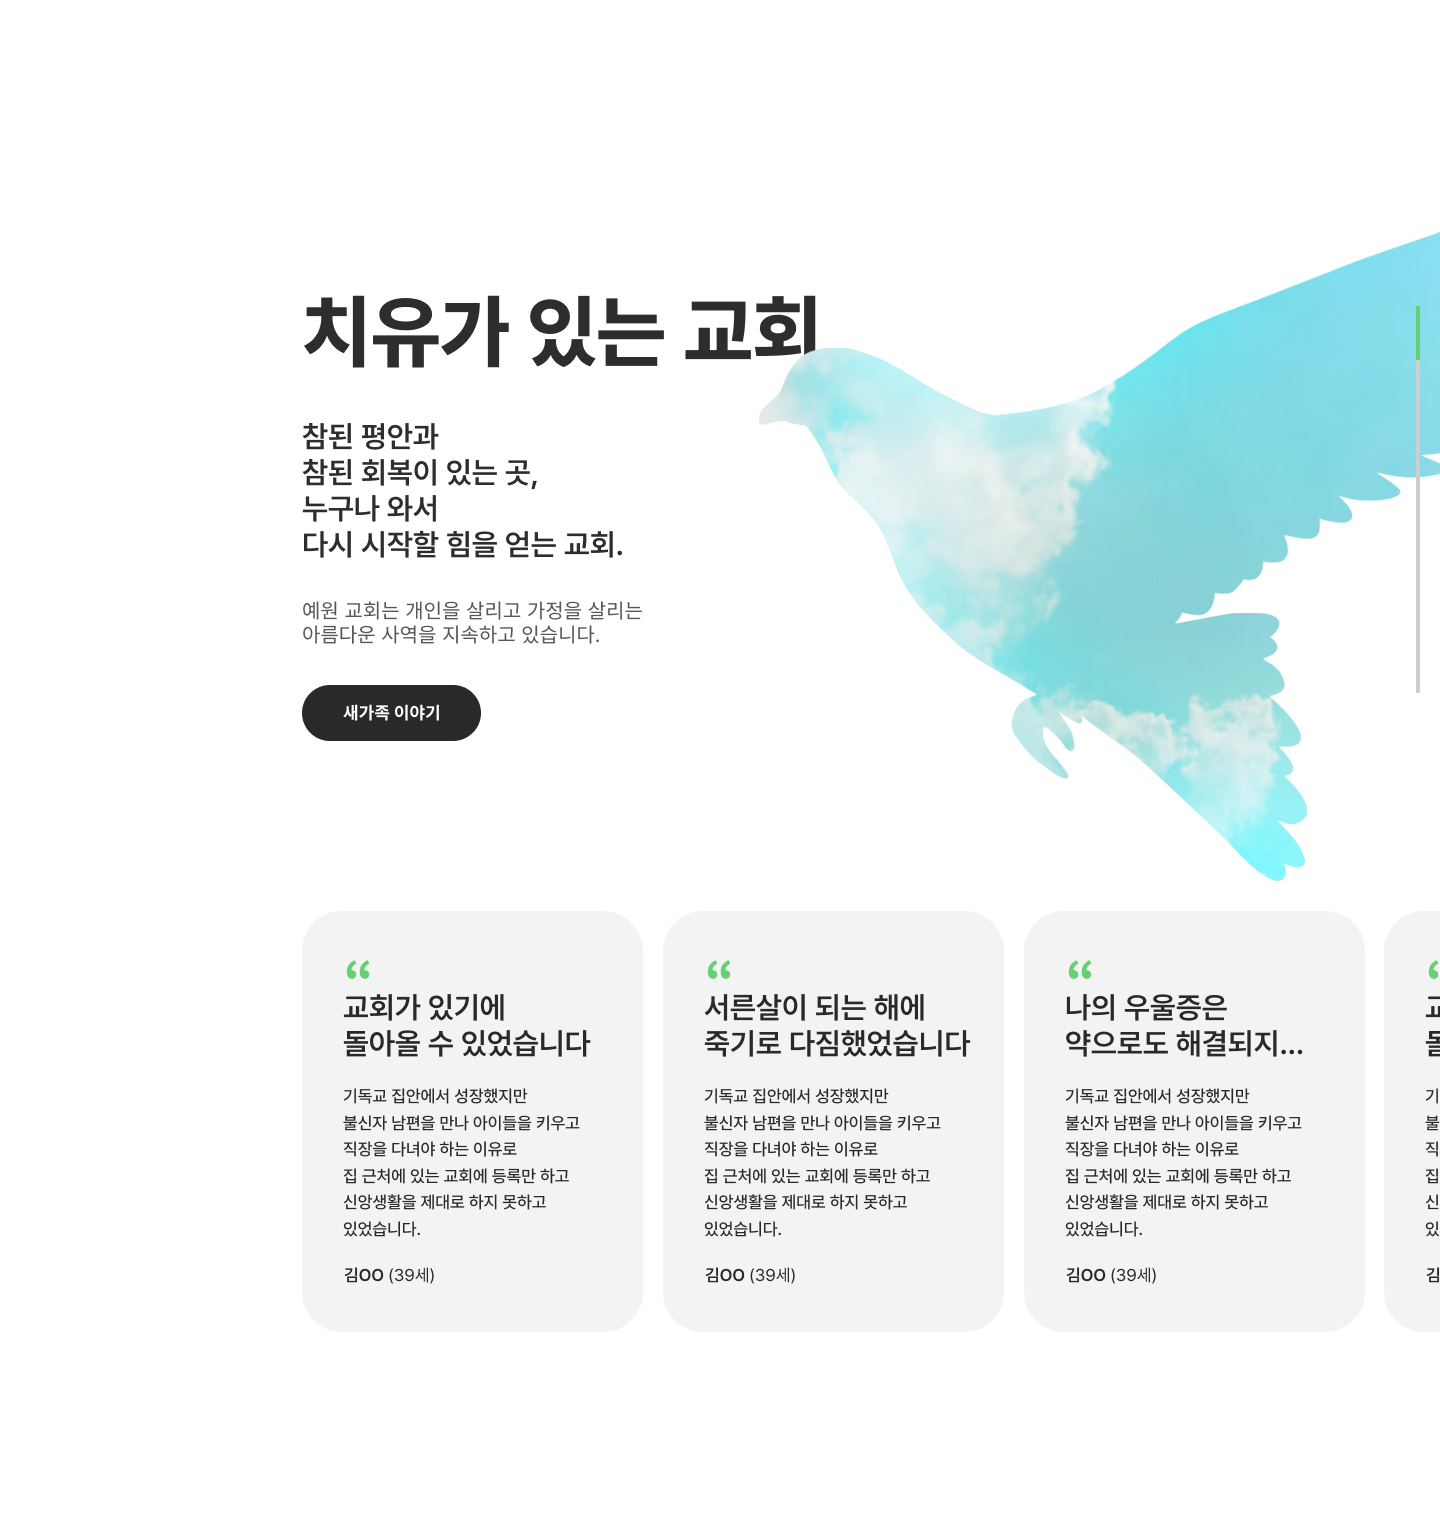 치유가 있는 교회
참된 평안과
참된 회복이 있는 곳,
누구나 와서
다시 시작할 힘을 얻는 교회.
예원 교회는 개인을 살리고 가정을 살리는
아름다운 사역을 지속하고 있습니다.
새가족 이야기
“
교회가 있기에
돌아올 수 있었습니다
기독교 집안에서 성장했지만
불신자 남편을 만나 아이들을 키우고
직장을 다녀야 하는 이유로
집 근처에 있는 교회에 등록만 하고
신앙생활을 제대로 하지 못하고
있었습니다.
김OO (39세)
“
서른살이 되는 해에
죽기로 다짐했었습니다
기독교 집안에서 성장했지만
불신자 남편을 만나 아이들을 키우고
직장을 다녀야 하는 이유로
집 근처에 있는 교회에 등록만 하고
신앙생활을 제대로 하지 못하고
있었습니다.
김OO (39세)
“
나의 우울증은
약으로도 해결되지...
기독교 집안에서 성장했지만
불신자 남편을 만나 아이들을 키우고
직장을 다녀야 하는 이유로
집 근처에 있는 교회에 등록만 하고
신앙생활을 제대로 하지 못하고
있었습니다.
김OO (39세)